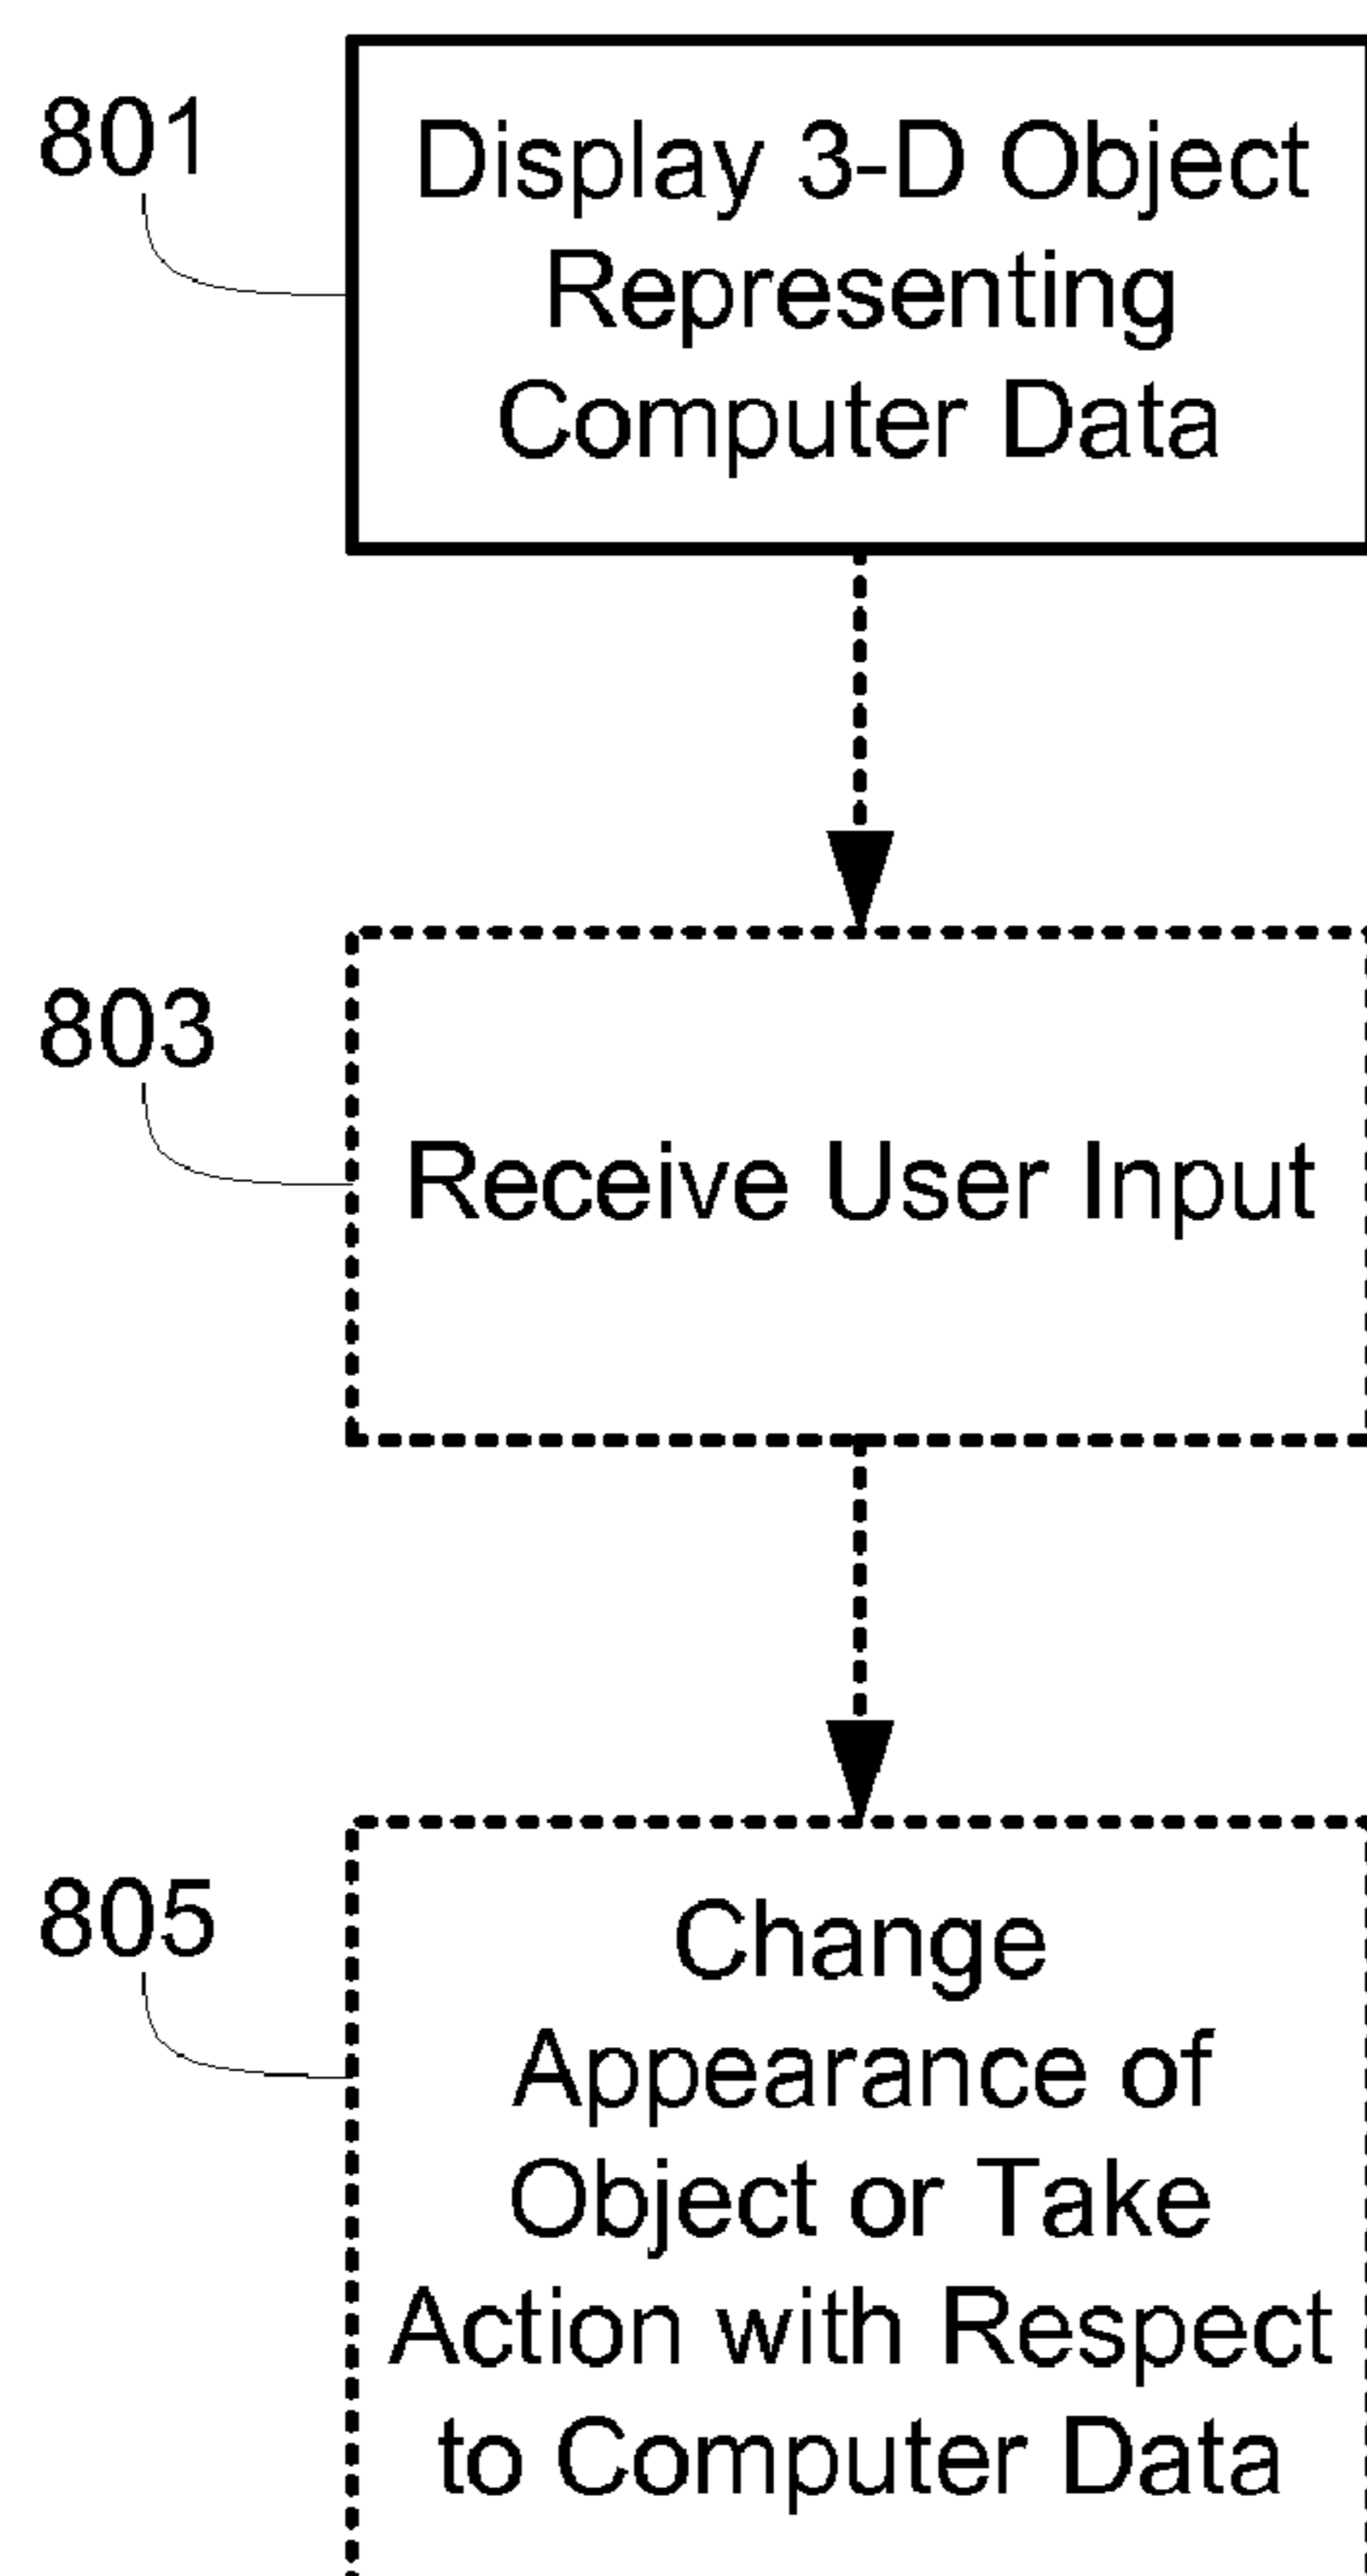 801
Display 3-D Object
Representing
Computer Data
803
Receive User Input
805
Change
Appearance of
Object or Take
Action with Respect
to Computer Data